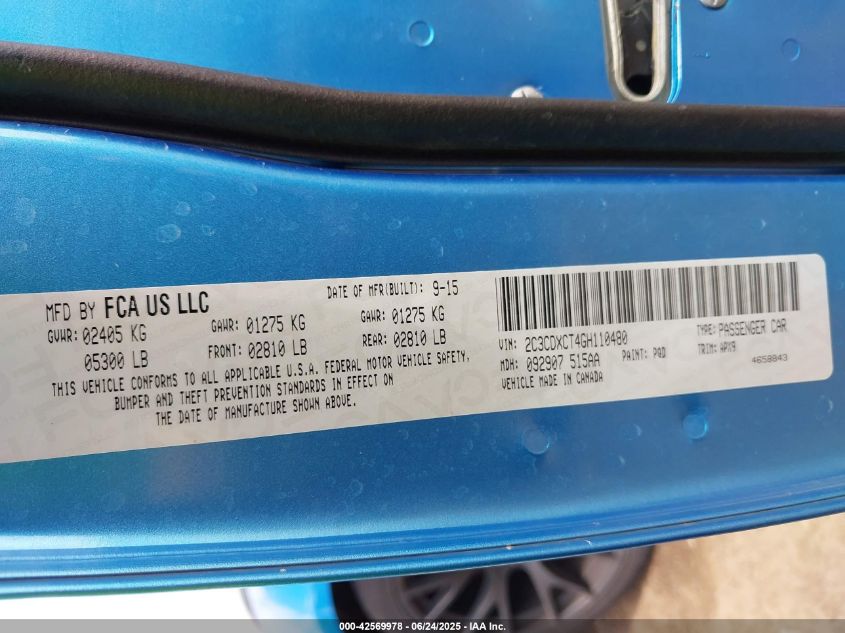 MFD BY FCA US LLC
DATE OF MFR(BUILT): 9-15
GVWR: 02405 KG
GAWR: 01275 KG
GAWR: 01275 KG
05300 LB
FRONT: 02810 LB
REAR: 02810 LB
THIS VEHICLE CONFORMS TO ALL APPLICABLE U.S.A. FEDERAL MOTOR VEHICLE SAFETY,
BUMPER AND THEFT PREVENTION STANDARDS IN EFFECT ON
THE DATE OF MANUFACTURE SHOWN ABOVE.
VIN: 2C3CDXCT4GH110480
TYPE: PASSENGER CAR
MDH: 092907 515AA
PAINT: PQD
TRIM: APX9
VEHICLE MADE IN CANADA
4658843
000-42569978 - 06/24/2025 - IAA Inc.